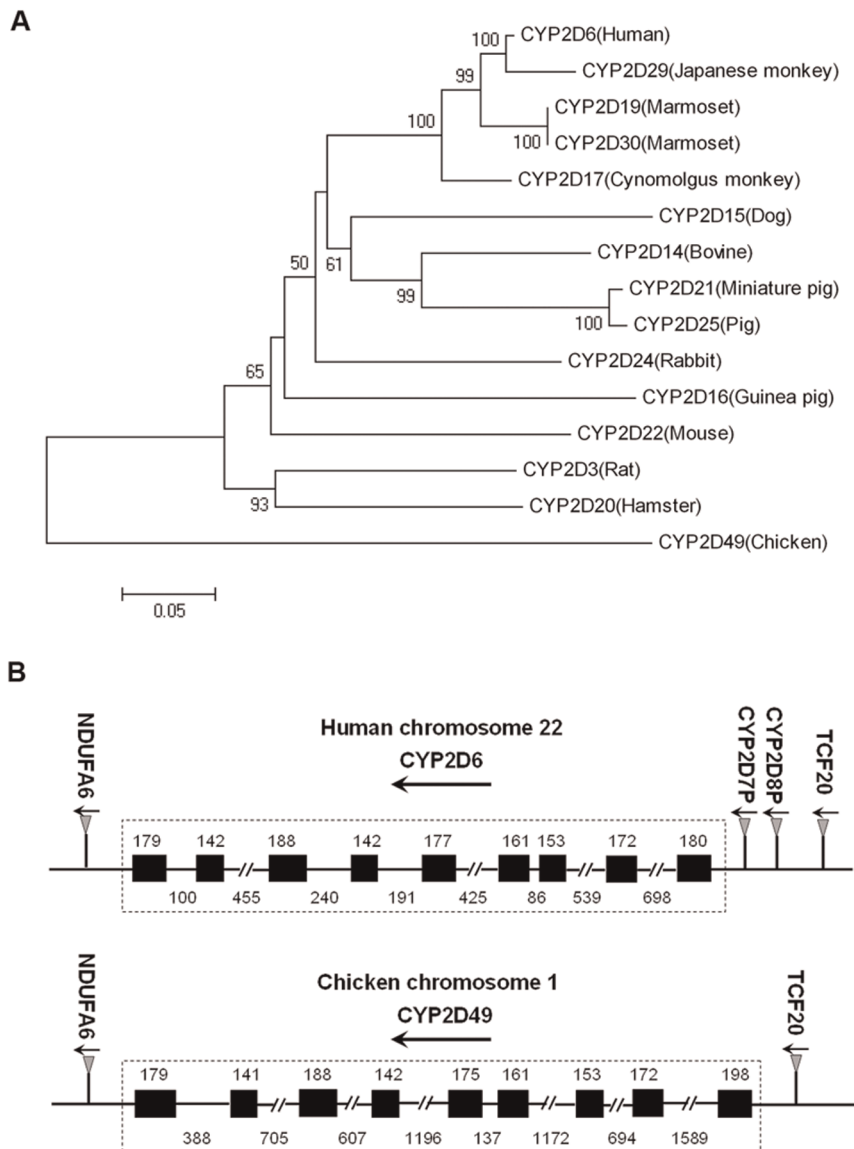 A
100 CYP2D6(Human)
CYP2D29(Japanese monkey)
99
CYP2D19(Marmoset)
100
100 CYP2D30(Marmoset)
CYP2D17(Cynomolgus monkey)
CYP2D15(Dog)
CYP2D14(Bovine)
50 61
99
CYP2D21(Miniature pig)
100 CYP2D25(Pig)
CYP2D24(Rabbit)
65
CYP2D16(Guinea pig)
CYP2D22(Mouse)
CYP2D3(Rat)
93 CYP2D20(Hamster)
CYP2D49(Chicken)
0.05
B
NDUFA6
Human chromosome 22
CYP2D6
CYP2D7P
CYP2D8P
TCF20
179 142 188 142 177 161 153 172 180
100 455 240 191 425 86 539 698
NDUFA6
Chicken chromosome 1
CYP2D49
TCF20
179 141 188 142 175 161 153 172 198
388 705 607 1196 137 1172 694 1589